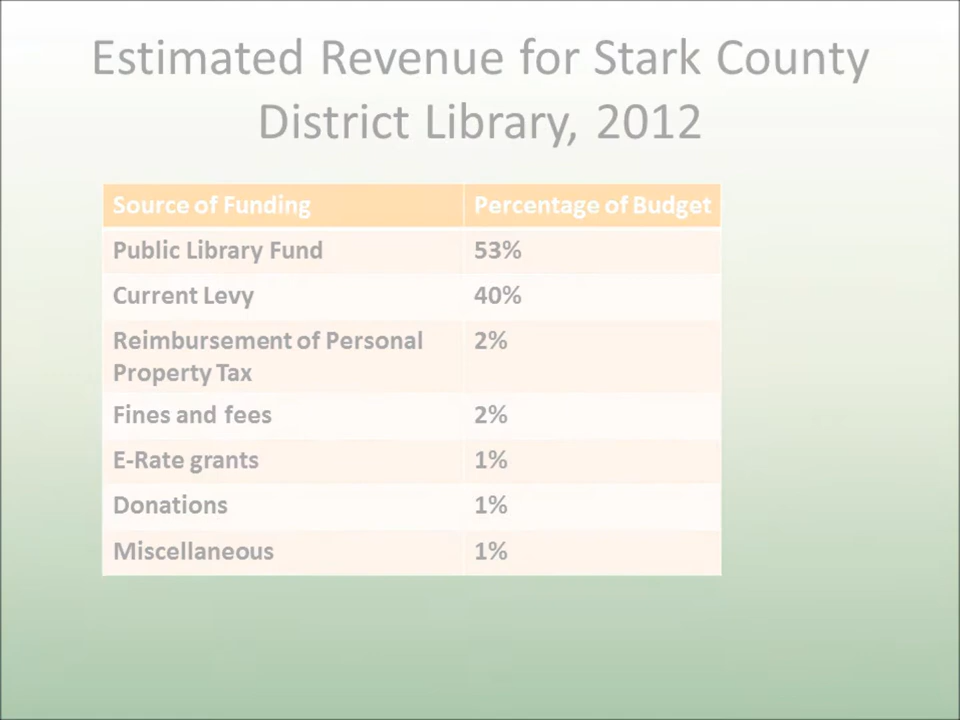 Estimated Revenue for Stark County
District Library, 2012
Source of Funding Percentage of Budget
Public Library Fund 53%
Current Levy 40%
Reimbursement of Personal 2%
Property Tax
Fines and fees 2%
E-Rate grants 1%
Donations 1%
Miscellaneous 1%